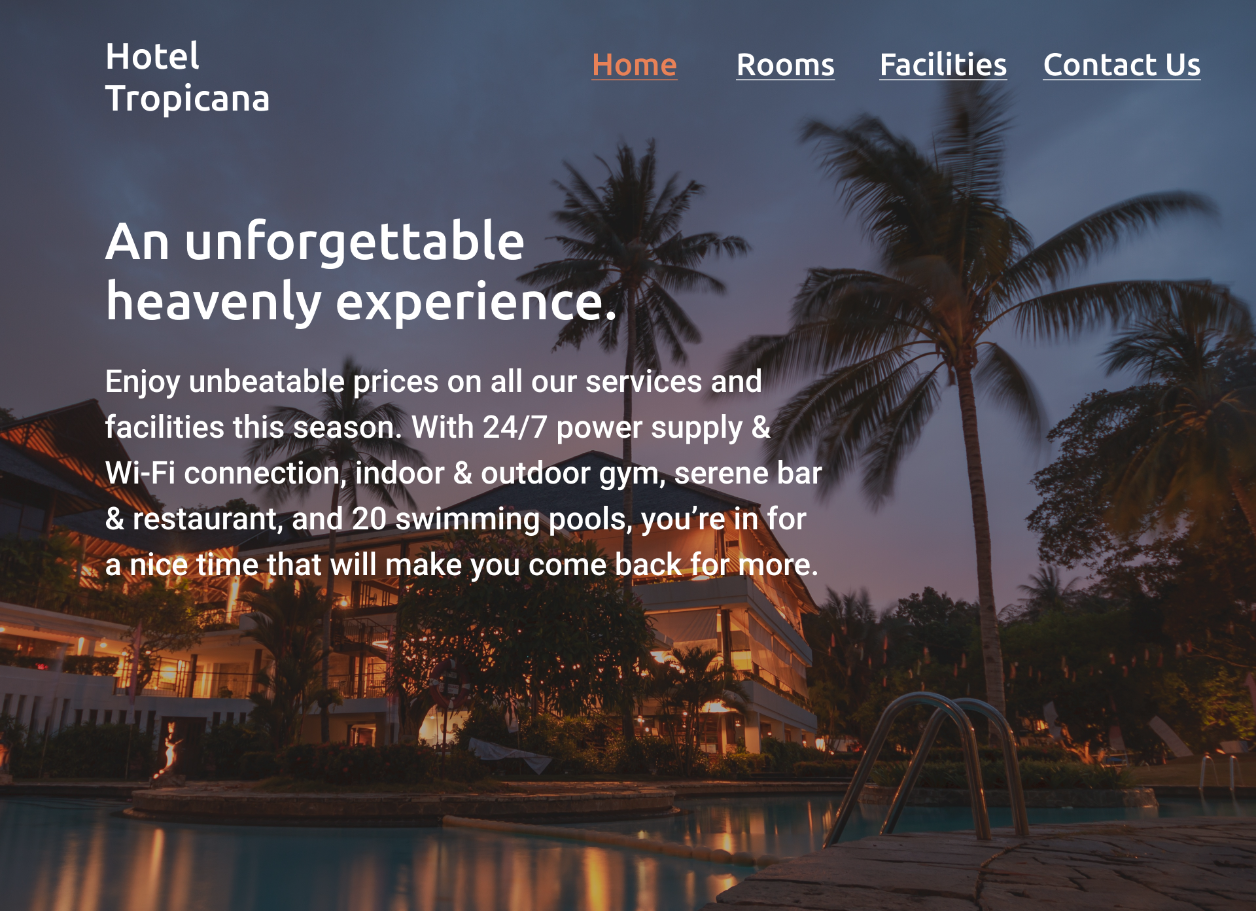 Hotel
Tropicana
Home Rooms Facilities Contact Us
An unforgettable
heavenly experience.
Enjoy unbeatable prices on all our services and
facilities this season. With 24/7 power supply &
Wi-Fi connection, indoor & outdoor gym, serene bar
& restaurant, and 20 swimming pools, you’re in for
a nice time that will make you come back for more.